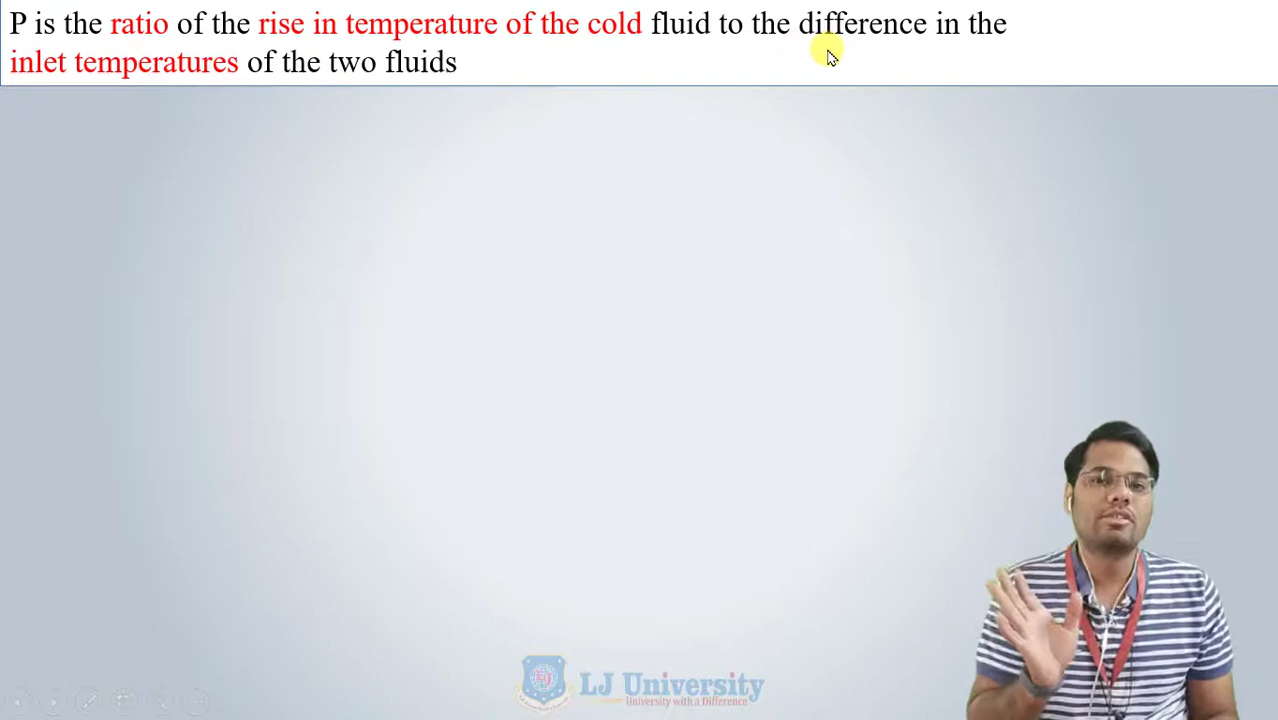 P is the ratio of the rise in temperature of the cold fluid to the difference in the
inlet temperatures of the two fluids
LJ University
University with a Difference